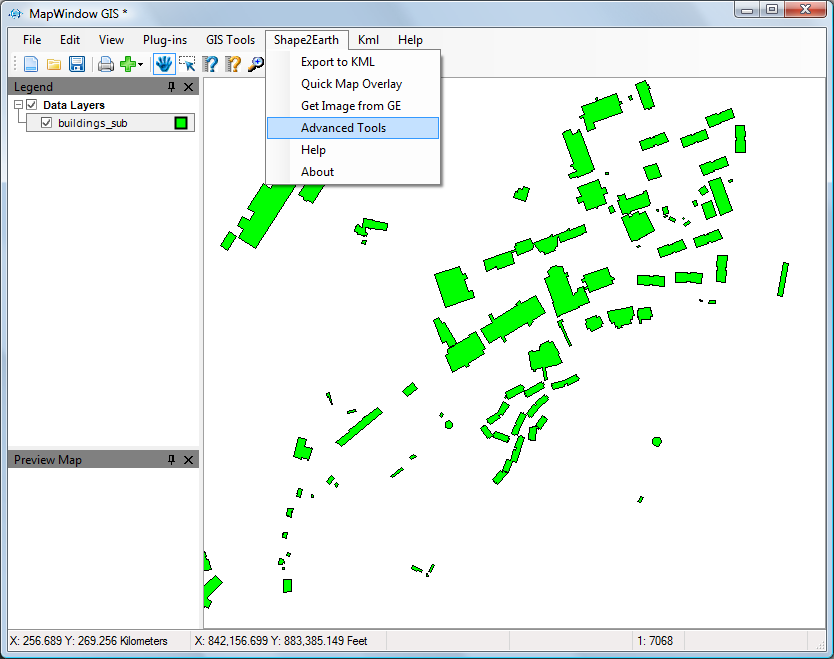 MapWindow GIS *
File Edit View Plug-ins GIS Tools Shape2Earth Kml Help
Export to KML
Quick Map Overlay
Get Image from GE
Advanced Tools
Help
About
Legend
Data Layers
buildings_sub
Preview Map
X: 256.689 Y: 269.256 Kilometers X: 842,156.699 Y: 883,385.149 Feet 1: 7068